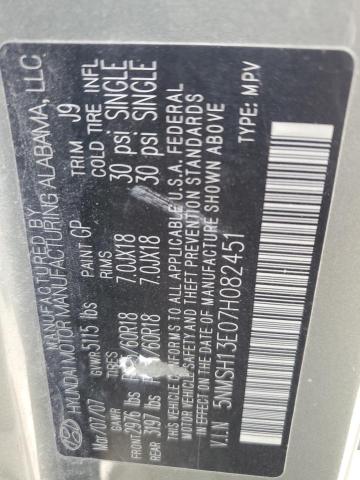 MANUFACTURED BY
HYUNDAI MOTOR MANUFACTURING ALABAMA, LLC
Mar/07/07 PAINT GP TRIM J9
GVWR 5115 lbs
GAWR TIRES RIMS COLD TIRE INFL
FRONT 2976 lbs /60R18 7.0JX18 30 psi SINGLE
REAR 3197 lbs /60R18 7.0JX18 30 psi SINGLE
THIS VEHICLE CONFORMS TO ALL APPLICABLE U.S.A. FEDERAL
MOTOR VEHICLE SAFETY AND THEFT PREVENTION STANDARDS
IN EFFECT ON THE DATE OF MANUFACTURE SHOWN ABOVE
V.I.N 5NMSH13E07H082451 TYPE: MPV